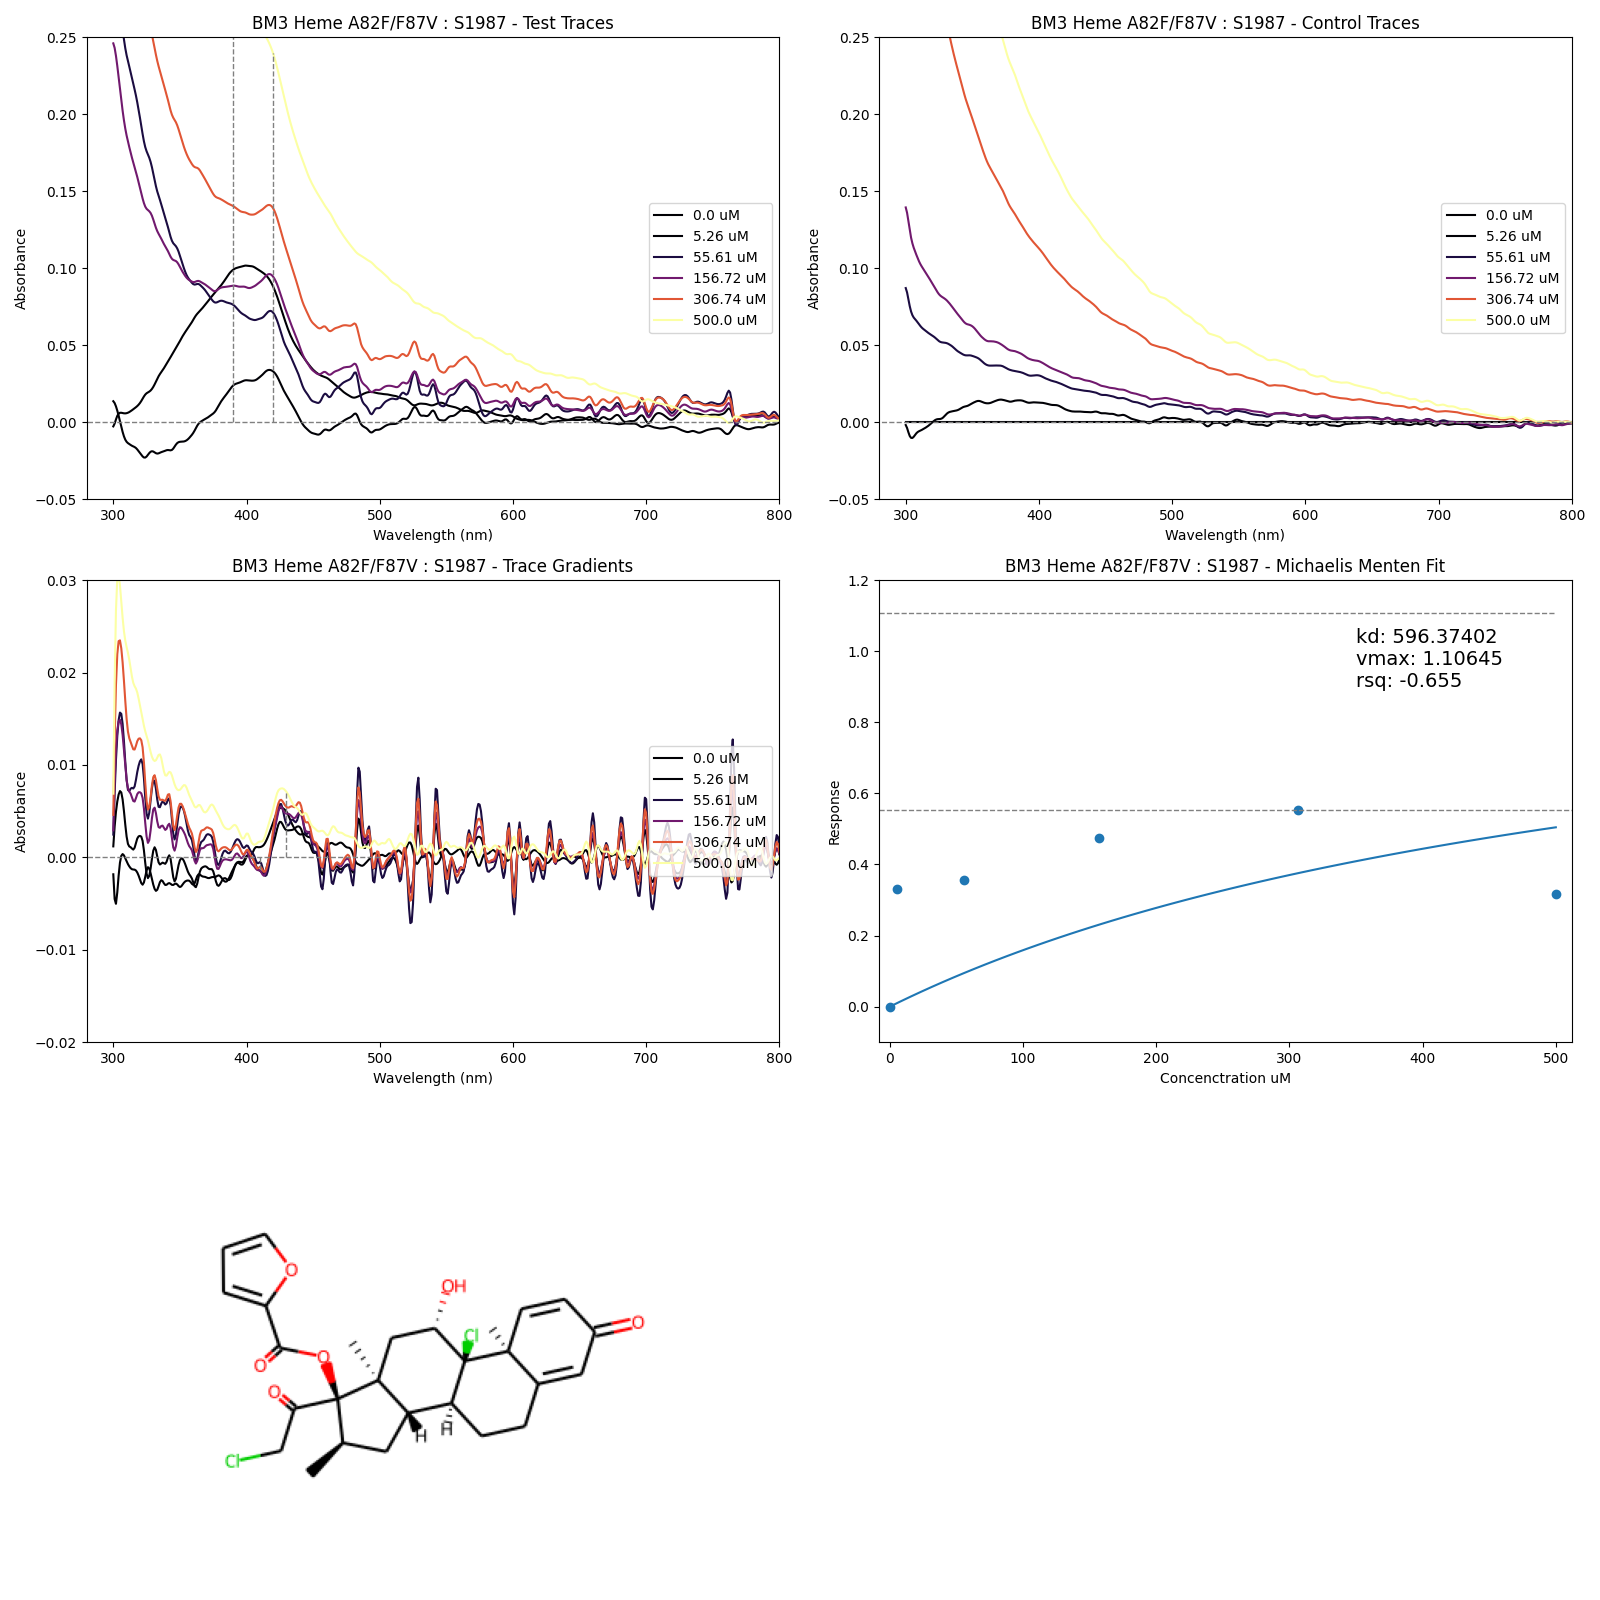 BM3 Heme A82F/F87V : S1987 - Test Traces
0.25
0.20
0.15
0.10
0.05
0.00
−0.05
Absorbance
300
400
500
600
700
800
Wavelength (nm)
0.0 uM
5.26 uM
55.61 uM
156.72 uM
306.74 uM
500.0 uM
BM3 Heme A82F/F87V : S1987 - Control Traces
0.25
0.20
0.15
0.10
0.05
0.00
−0.05
Absorbance
300
400
500
600
700
800
Wavelength (nm)
0.0 uM
5.26 uM
55.61 uM
156.72 uM
306.74 uM
500.0 uM
BM3 Heme A82F/F87V : S1987 - Trace Gradients
0.03
0.02
0.01
0.00
−0.01
−0.02
Absorbance
300
400
500
600
700
800
Wavelength (nm)
0.0 uM
5.26 uM
55.61 uM
156.72 uM
306.74 uM
500.0 uM
BM3 Heme A82F/F87V : S1987 - Michaelis Menten Fit
1.2
1.0
0.8
0.6
0.4
0.2
0.0
Response
kd: 596.37402
vmax: 1.10645
rsq: -0.655
0
100
200
300
400
500
Concenctration uM
O
OH
Cl
O
O
O
O
H
H
Cl